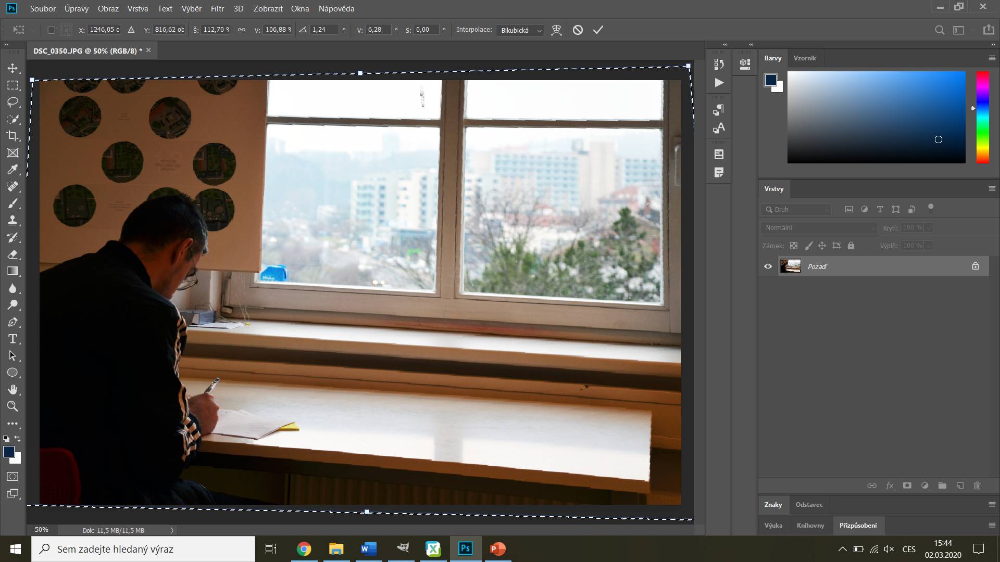 Ps Soubor Úpravy Obraz Vrstva Text Výběr Filtr 3D Zobrazit Okna Nápověda
X: 1246,05 c Y: 816,62 ob Š: 112,70 % V: 106,88 % 1,24 ° V: 6,28 ° S: 0,00 ° Interpolace: Bikubická
DSC_0350.JPG @ 50% (RGB/8) * ×
Barvy Vzorník
Vrstvy
Druh
Normální Krytí: 100 %
Zámek: Výplň: 100 %
Pozadí
Mléko
fx
Znaky Odstavec
Výuka Knihovny Přizpůsobení
50% Dok: 11,5 MB/11,5 MB
Sem zadejte hledaný výraz
CES
15:44
02.03.2020